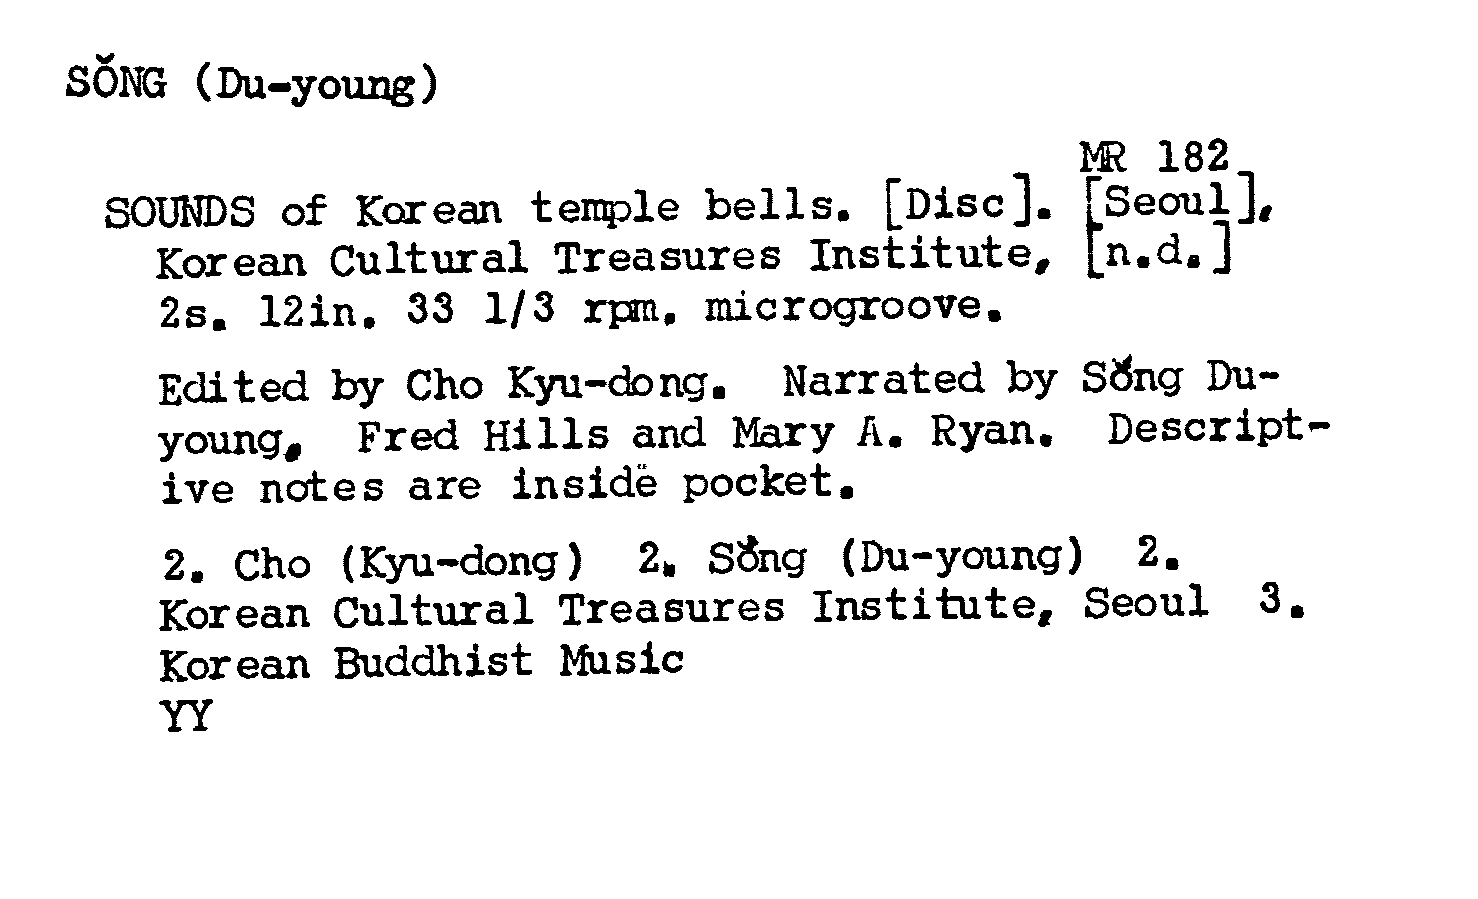 SŎNG (Du-young)
MR 182
SOUNDS of Korean temple bells. [Disc]. [Seoul],
Korean Cultural Treasures Institute, [n.d.]
2s. 12in. 33 1/3 rpm. microgroove.
Edited by Cho Kyu-dong. Narrated by Sŏng Du-
young, Fred Hills and Mary A. Ryan. Descript-
ive notes are inside pocket.
2. Cho (Kyu-dong) 2. Sŏng (Du-young) 2.
Korean Cultural Treasures Institute, Seoul 3.
Korean Buddhist Music
YY